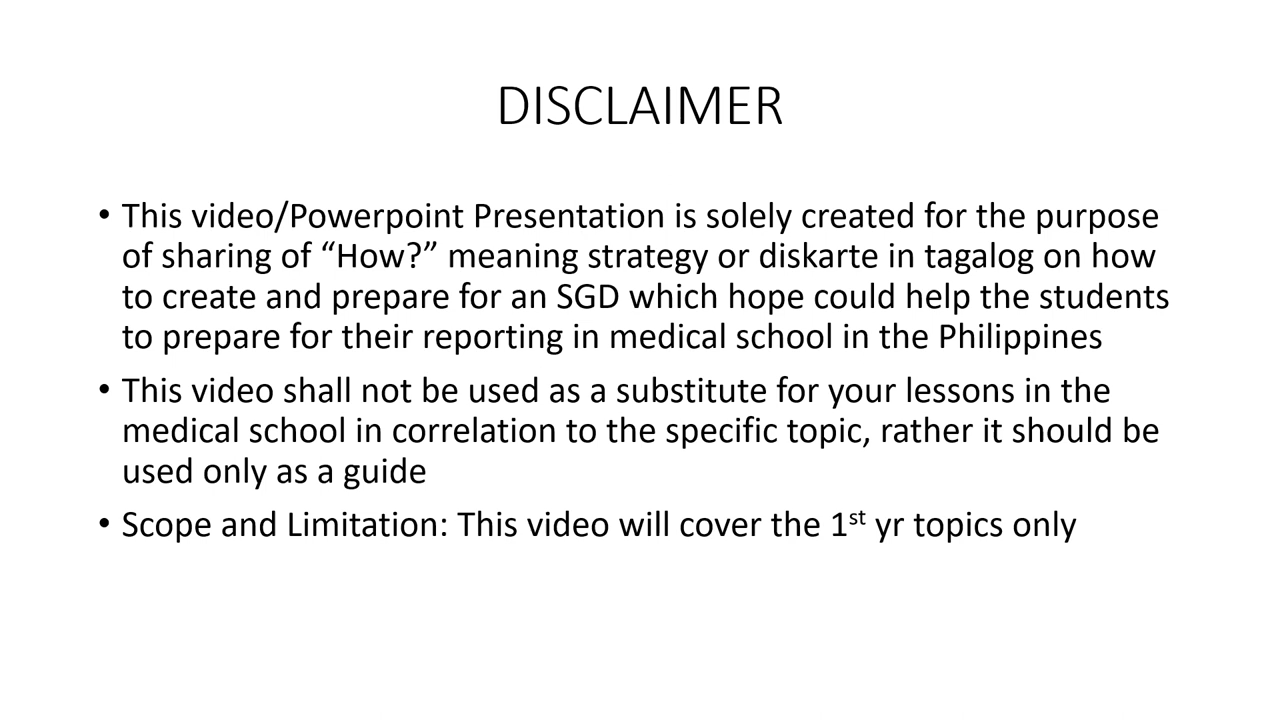 DISCLAIMER
• This video/Powerpoint Presentation is solely created for the purpose
of sharing of “How?” meaning strategy or diskarte in tagalog on how
to create and prepare for an SGD which hope could help the students
to prepare for their reporting in medical school in the Philippines
• This video shall not be used as a substitute for your lessons in the
medical school in correlation to the specific topic, rather it should be
used only as a guide
• Scope and Limitation: This video will cover the 1st yr topics only